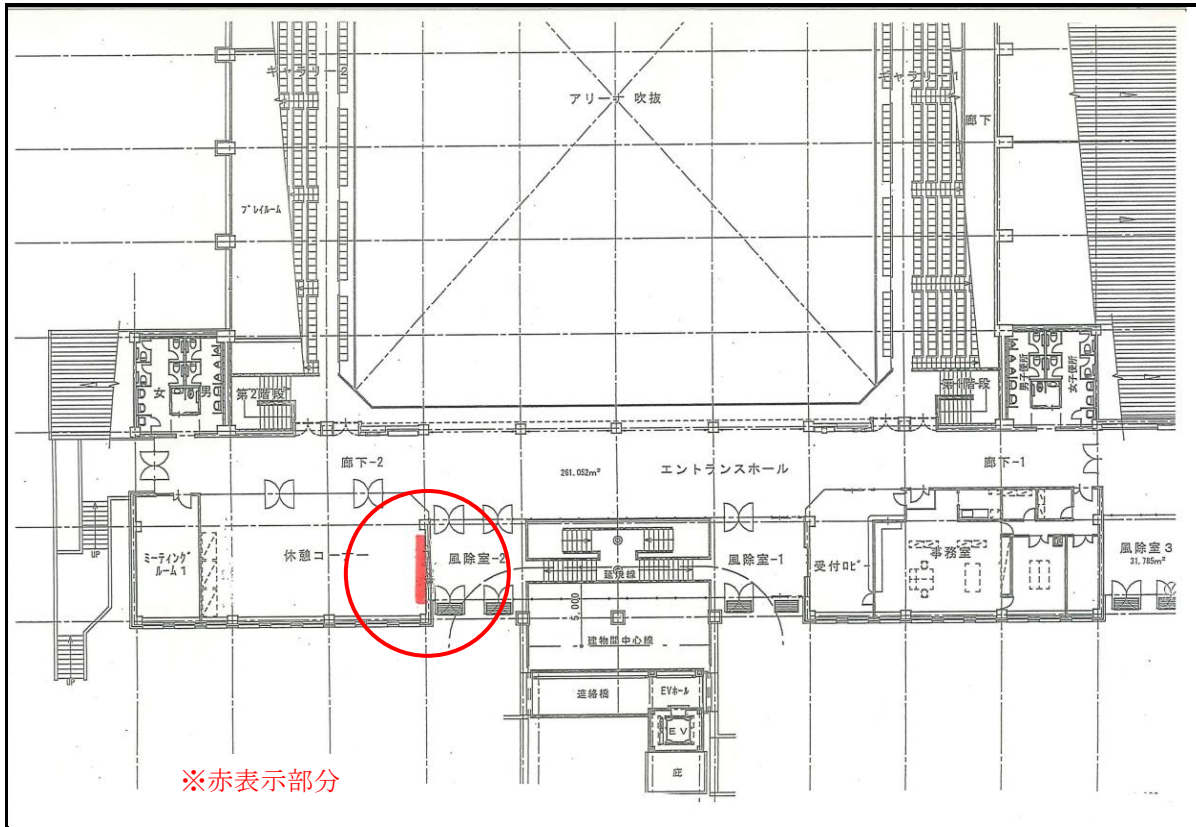 ギャラリー2
ギャラリー1
アリーナ 吹抜
廊下
プレイルーム
女
男
第2階段
第1階段
男子便所
女子便所
廊下-2
261.052m²
エントランスホール
廊下-1
ミーティング
ルーム1
休憩コーナー
風除室-2
風除室-1
受付ロビー
事務室
風除室3
31.785m²
延焼線
5,000
建物間中心線
UP
UP
連絡橋
EVホール
EV
庇
※赤表示部分